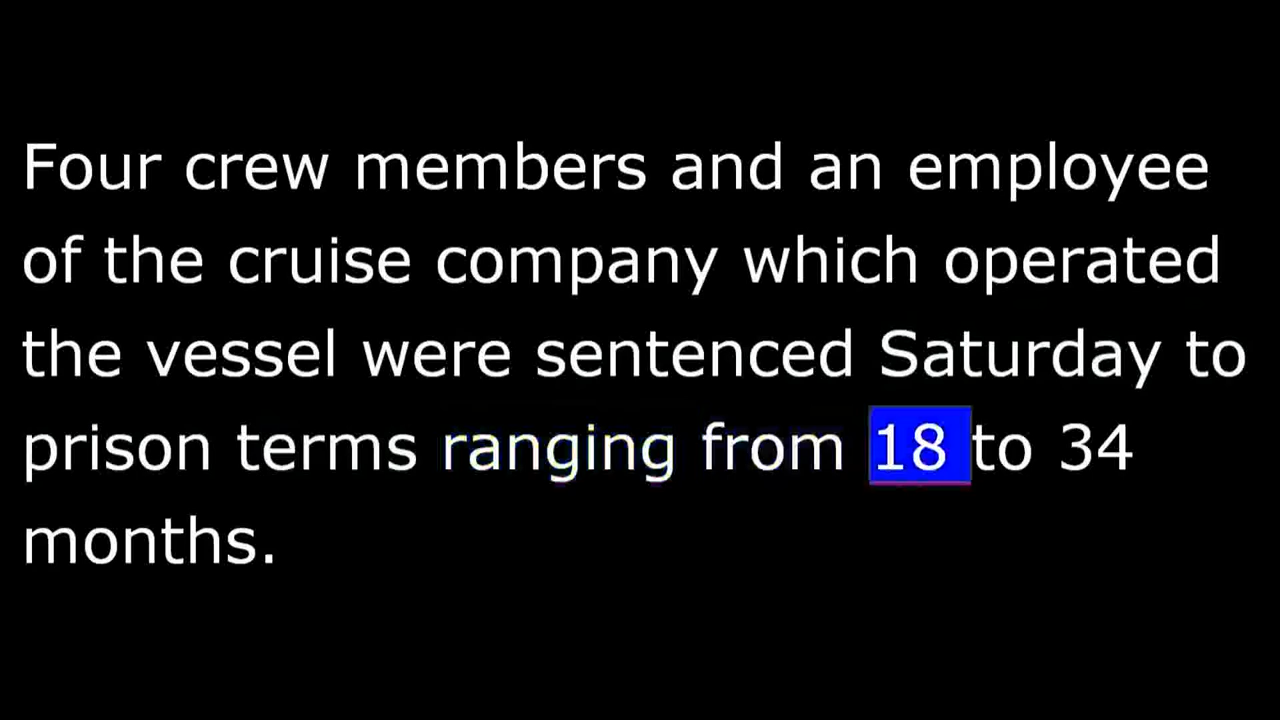 Four crew members and an employee
of the cruise company which operated
the vessel were sentenced Saturday to
prison terms ranging from 18 to 34
months.